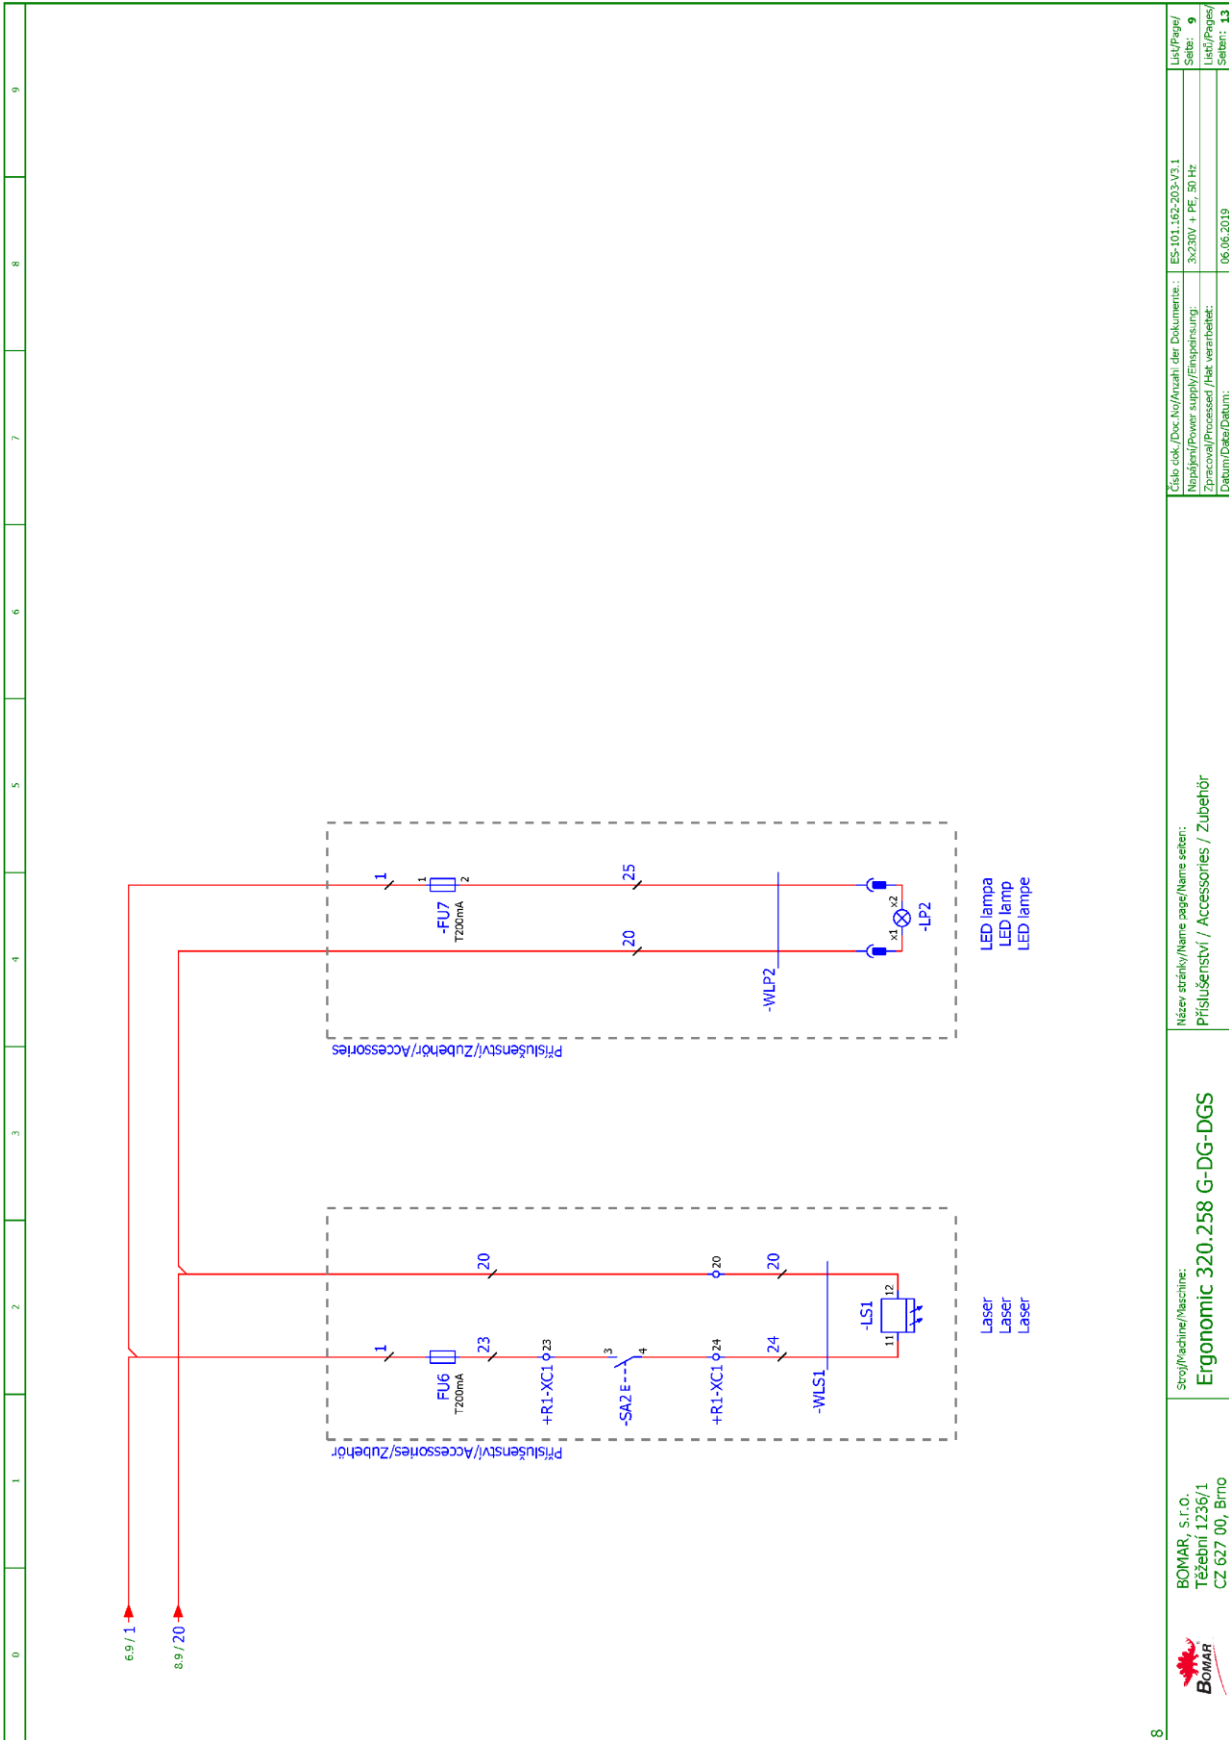 0
1
2
3
4
5
6
7
8
9
6.9 / 1
8.9 / 20
Příslušenství/Accessories/Zubehör
1
FU6
T200mA
23
+R1-XC1
23
-SA2
3
4
+R1-XC1
24
24
-WLS1
20
20
20
-LS1
11
12
Laser
Laser
Laser
Příslušenství/Zubehör/Accessories
1
-FU7
T200mA
1
2
20
25
-WLP2
x1
x2
-LP2
LED lampa
LED lamp
LED lampe
8
BOMAR
BOMAR, s.r.o.
Těžební 1236/1
CZ 627 00, Brno
Stroj/Machine/Maschine:
Ergonomic 320.258 G-DG-DGS
Název stránky/Name page/Name seiten:
Příslušenství / Accessories / Zubehör
Číslo dok./Doc.No/Anzahl der Dokumente.: ES-101.162-203-V3.1
Napájení/Power supply/Einspeinsung: 3x230V + PE, 50 Hz
Zpracoval/Processed /Hat verarbeitet:
Datum/Date/Datum: 06.06.2019
List/Page/
Seite: 9
Listů/Pages/
Seiten: 13